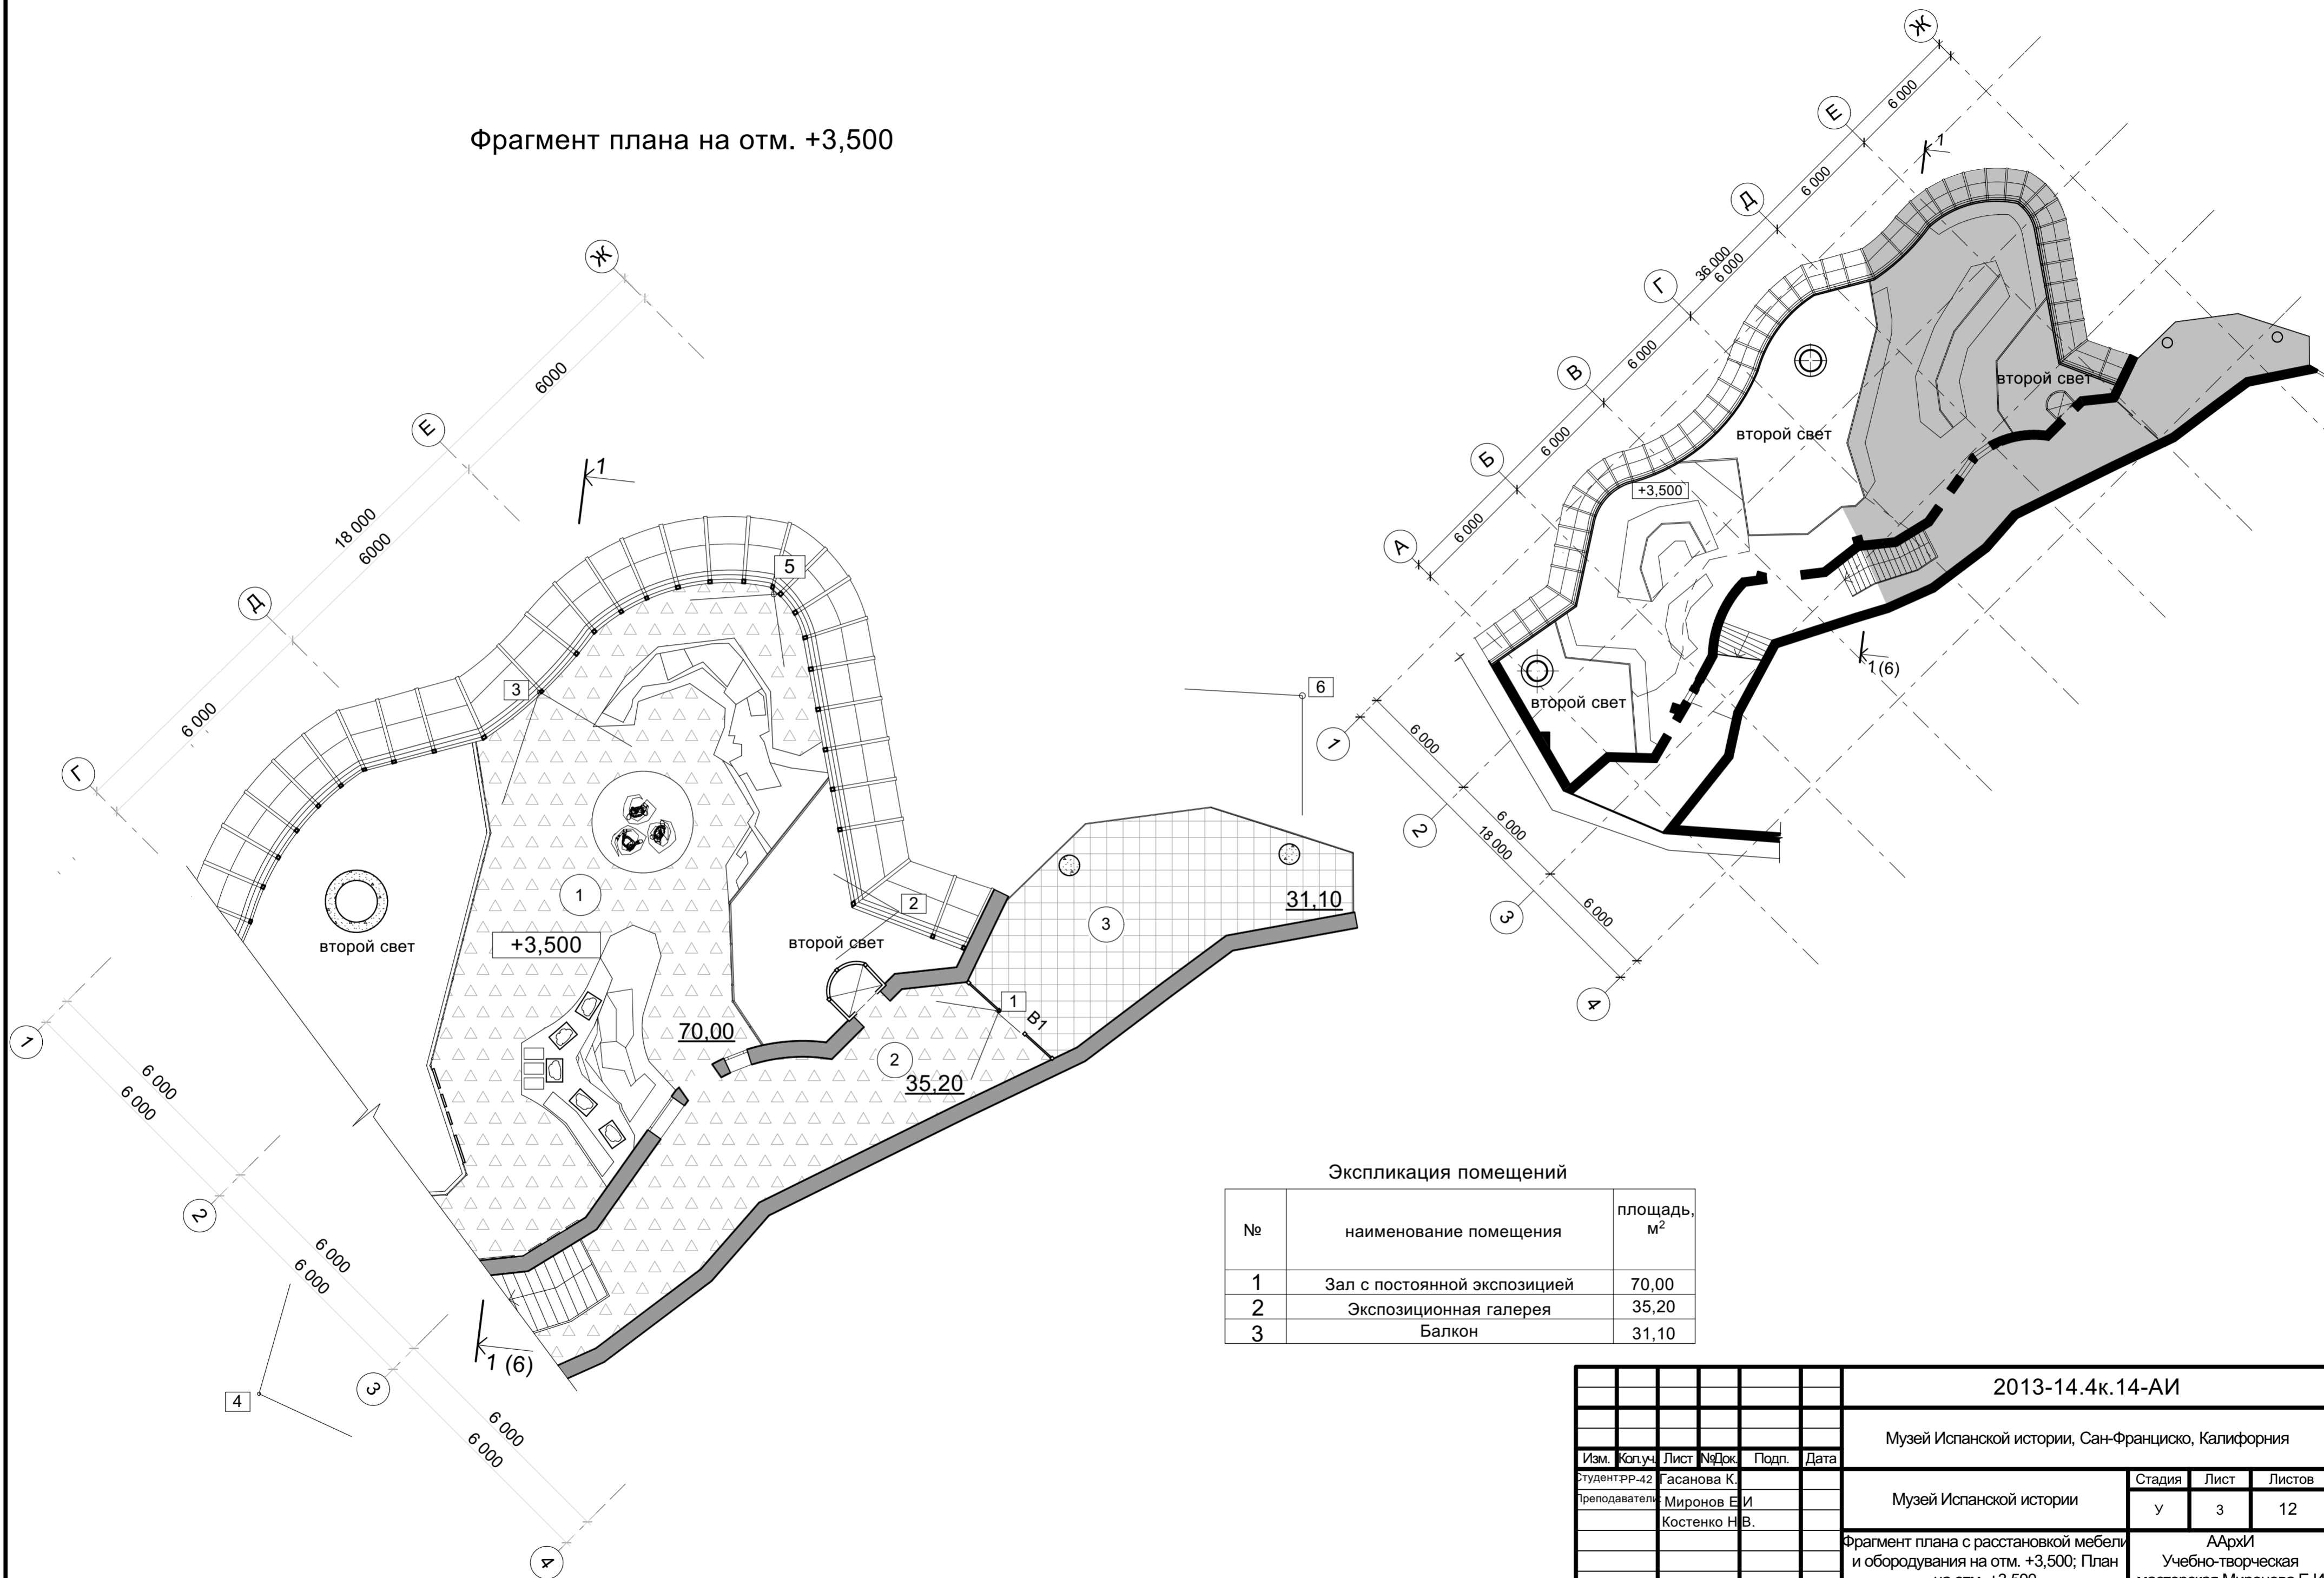 Фрагмент плана на отм. +3,500
Ж
Е
Д
Г
6000
18 000
6000
6 000
1
5
3
6
1
+3,500
второй свет
2
второй свет
3
31,10
1
В1
70,00
2
35,20
1
2
3
4
6 000
6 000
6 000
6 000
6 000
6 000
1 (6)
4
Ж
Е
Д
Г
В
Б
А
6 000
6 000
36 000
6 000
6 000
6 000
6 000
1
второй свет
второй свет
+3,500
второй свет
1(6)
1
2
3
4
6 000
6 000
18 000
6 000
Экспликация помещений
№ наименование помещения площадь, м²
1 Зал с постоянной экспозицией 70,00
2 Экспозиционная галерея 35,20
3 Балкон 31,10
2013-14.4к.14-АИ
Музей Испанской истории, Сан-Франциско, Калифорния
Изм. Кол.уч. Лист №Док. Подп. Дата
Студент:РР-42 Гасанова К.
Преподаватели: Миронов Е.И
Костенко Н.В.
Музей Испанской истории
Стадия Лист Листов
У 3 12
Фрагмент плана с расстановкой мебели
и обородувания на отм. +3,500; План
на отм. +3,500
ААрхИ
Учебно-творческая
мастерская Миронова Е.И